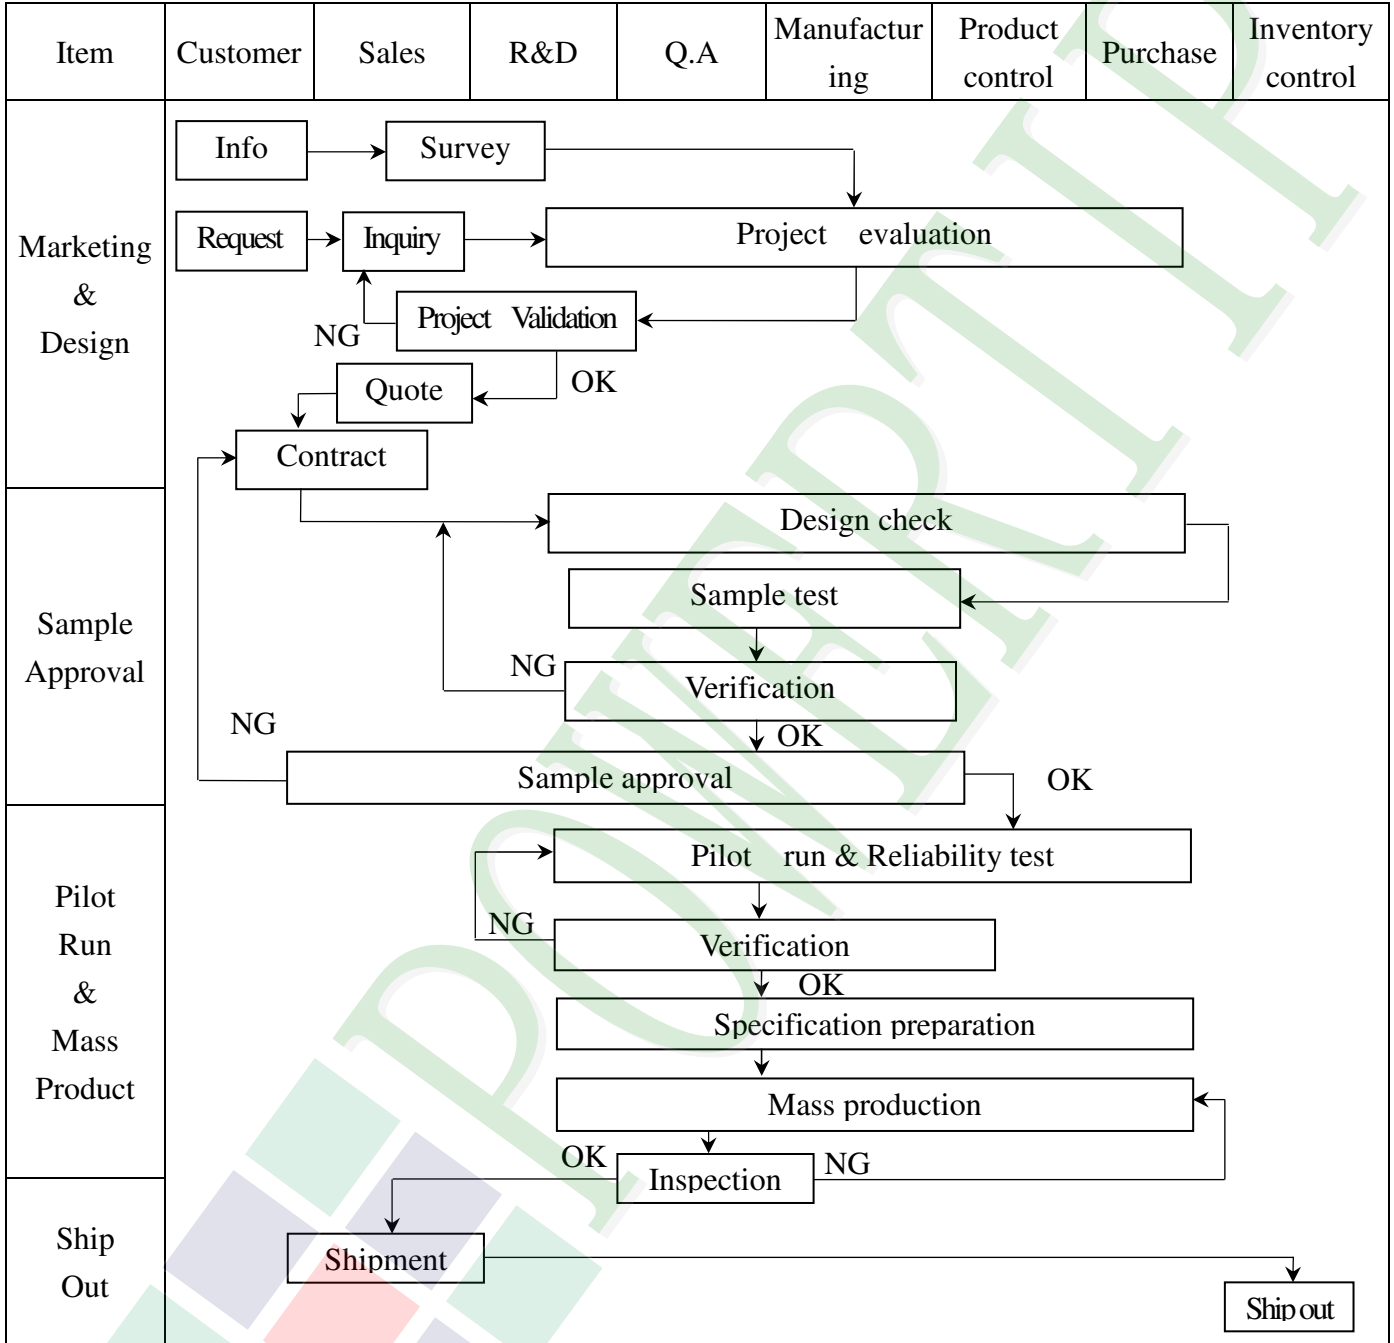 Item
Customer
Sales
R&D
Q.A
Manufactur
ing
Product
control
Purchase
Inventory
control
Marketing
&
Design
Info
Survey
Request
Inquiry
Project evaluation
Project Validation
NG
OK
Quote
Contract
Sample
Approval
Design check
Sample test
NG
Verification
NG
OK
Sample approval
OK
Pilot
Run
&
Mass
Product
Pilot run & Reliability test
NG
Verification
OK
Specification preparation
Mass production
OK
Inspection
NG
Ship
Out
Shipment
Ship out
POWERTIP